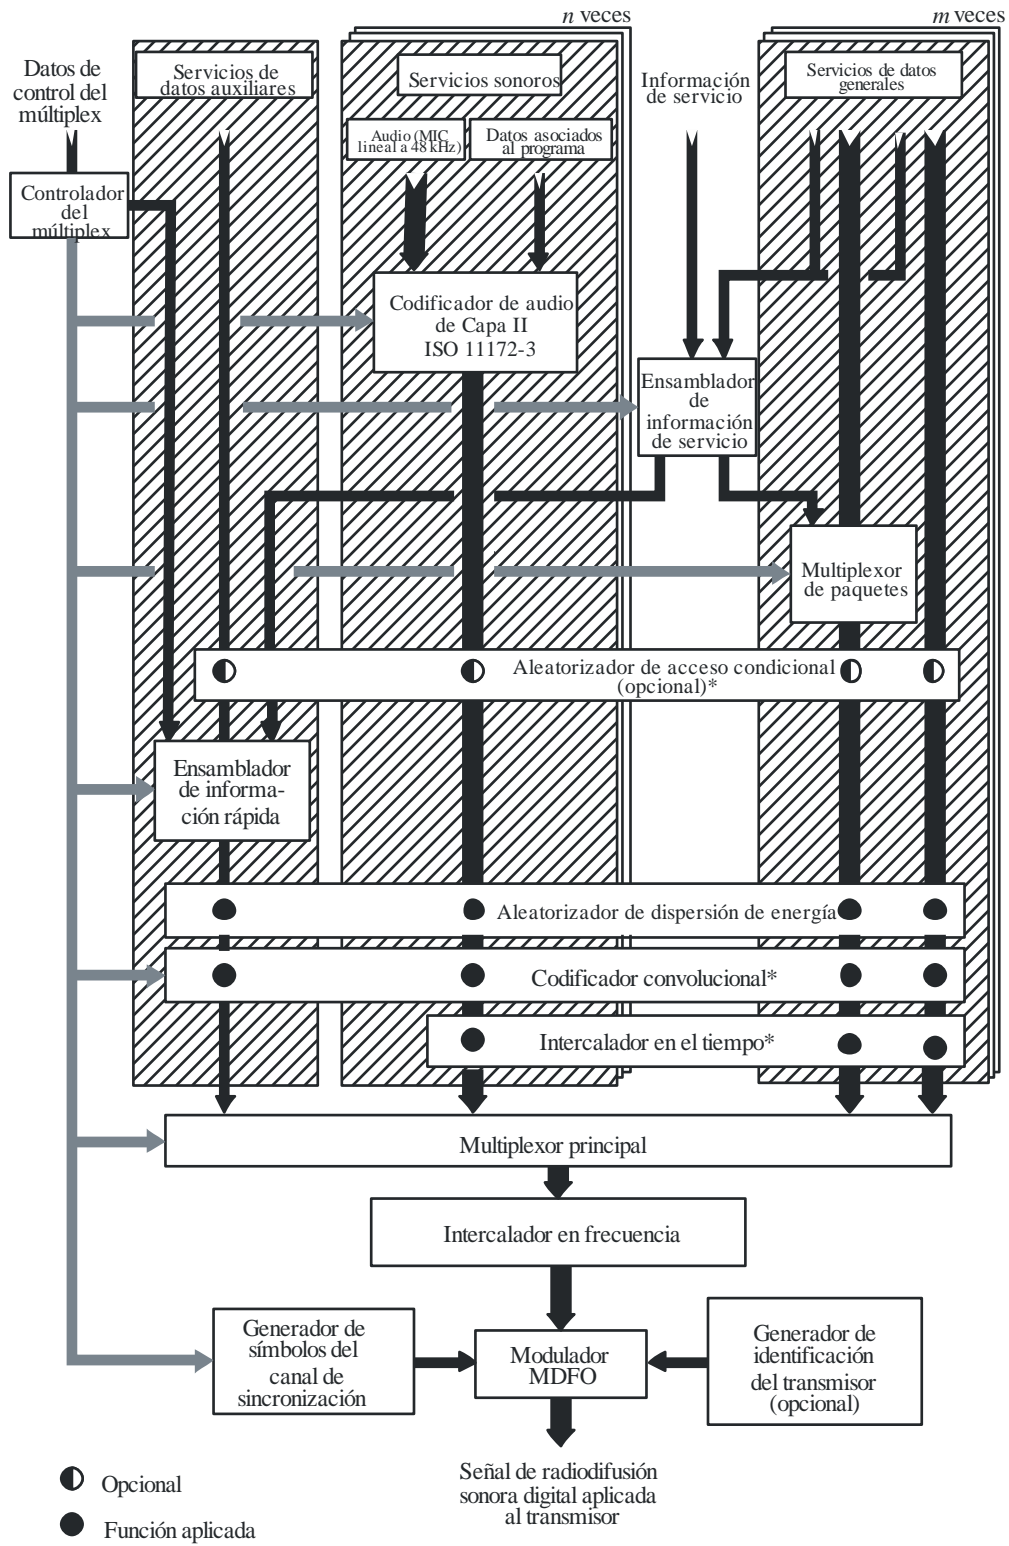 n veces
m veces
Datos de
control del
múltiplex
Servicios de
datos auxiliares
Servicios sonoros
Información
de servicio
Servicios de datos
generales
Audio (MIC
lineal a 48 kHz)
Datos asociados
al programa
Controlador
del
múltiplex
Codificador de audio
de Capa II
ISO 11172-3
Ensamblador
de
información
de servicio
Multiplexor
de paquetes
Aleatorizador de acceso condicional
(opcional)*
Ensamblador
de informa-
ción rápida
Aleatorizador de dispersión de energía
Codificador convolucional*
Intercalador en el tiempo*
Multiplexor principal
Intercalador en frecuencia
Generador de
símbolos del
canal de
sincronización
Modulador
MDFO
Generador de
identificación
del transmisor
(opcional)
Señal de radiodifusión
sonora digital aplicada
al transmisor
Opcional
Función aplicada